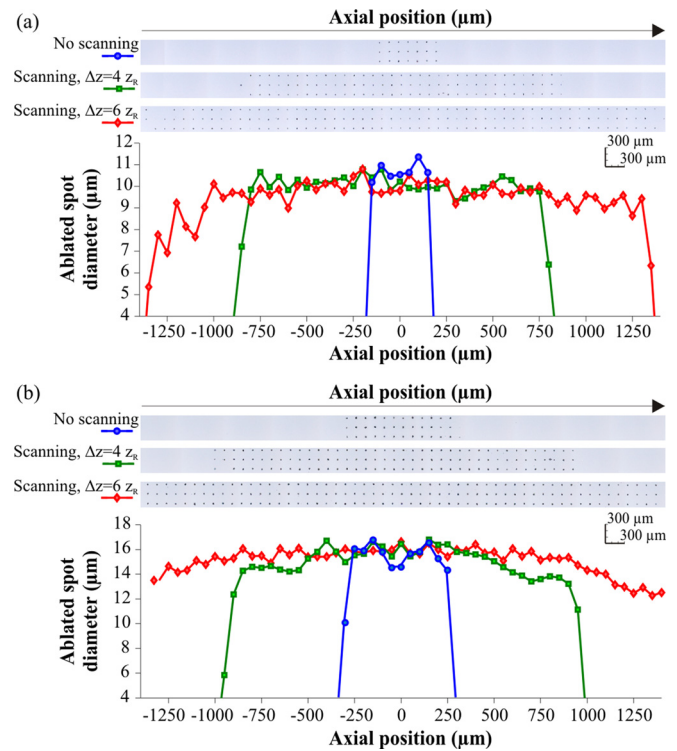 (a)
Axial position (µm)
No scanning
Scanning, Δz=4 zR
Scanning, Δz=6 zR
300 µm
300 µm
12
11
10
9
8
7
6
5
4
Ablated spot
diameter (µm)
-1250 -1000 -750 -500 -250 0 250 500 750 1000 1250
Axial position (µm)
(b)
Axial position (µm)
No scanning
Scanning, Δz=4 zR
Scanning, Δz=6 zR
300 µm
300 µm
18
16
14
12
10
8
6
4
Ablated spot
diameter (µm)
-1250 -1000 -750 -500 -250 0 250 500 750 1000 1250
Axial position (µm)